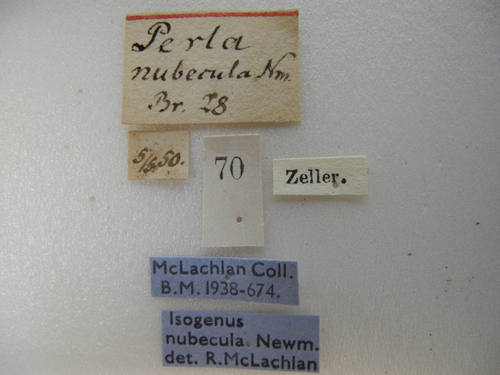 Perla
nubecula Nm.
Br. 28
5/5 50.
70
Zeller.
McLachlan Coll.
B.M. 1938-674.
Isogenus
nubecula Newm.
det. R.McLachlan